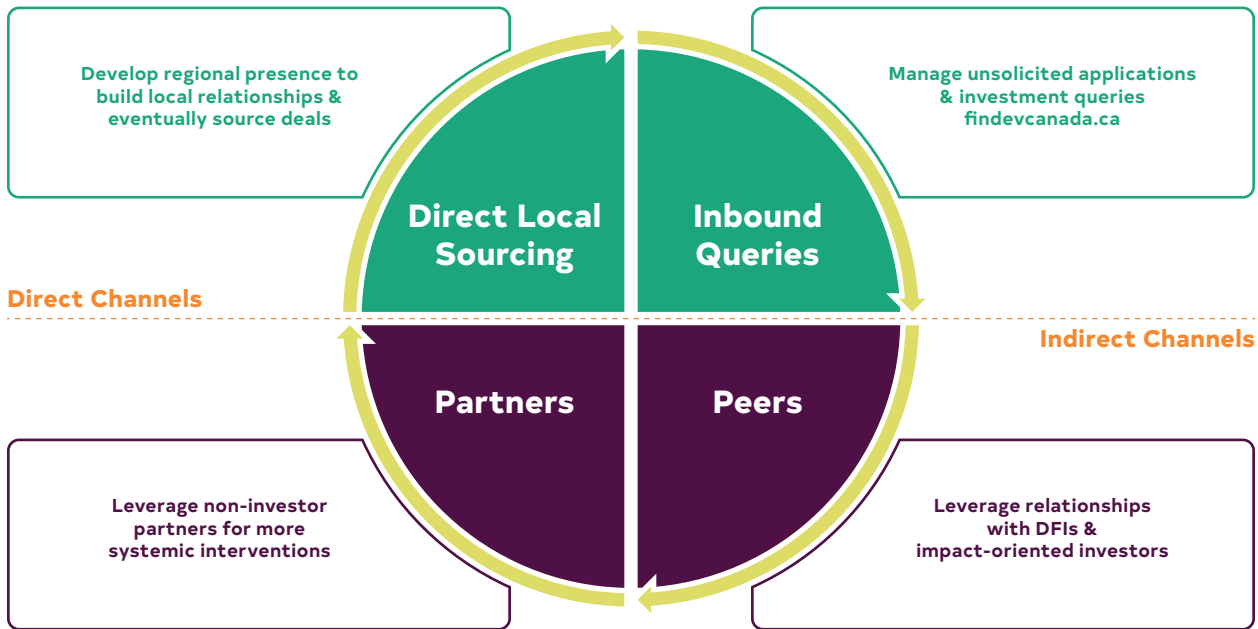 Develop regional presence to
build local relationships &
eventually source deals
Manage unsolicited applications
& investment queries
findevcanada.ca
Direct Local
Sourcing
Inbound
Queries
Direct Channels
Indirect Channels
Partners
Peers
Leverage non-investor
partners for more
systemic interventions
Leverage relationships
with DFIs &
impact-oriented investors